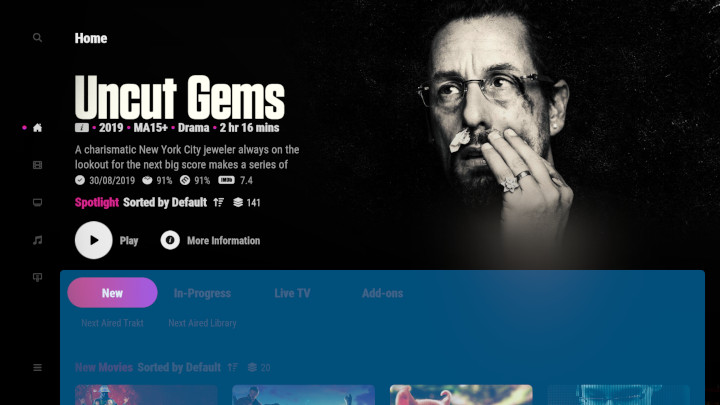 Home
Uncut Gems
• 2019 • MA15+ • Drama • 2 hr 16 mins
A charismatic New York City jeweler always on the
lookout for the next big score makes a series of
30/08/2019 91% 91% IMDb 7.4
Spotlight Sorted by Default 141
Play More Information
New In-Progress Live TV Add-ons
Next Aired Trakt Next Aired Library
New Movies Sorted by Default 20